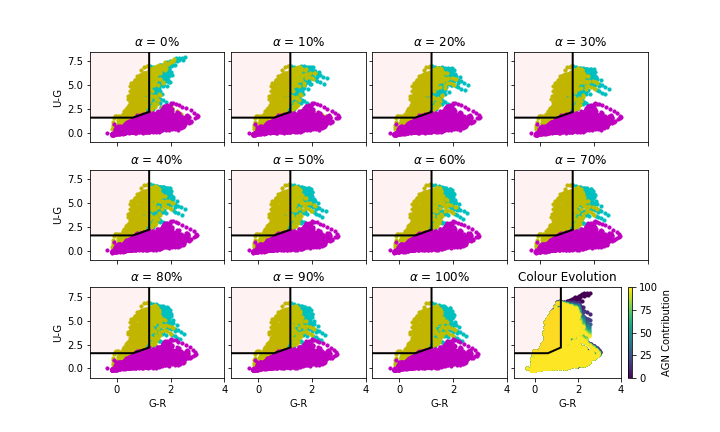 α = 0%
α = 10%
α = 20%
α = 30%
7.5
5.0
2.5
0.0
U-G
α = 40%
α = 50%
α = 60%
α = 70%
7.5
5.0
2.5
0.0
U-G
α = 80%
α = 90%
α = 100%
Colour Evolution
7.5
5.0
2.5
0.0
U-G
0 2 4
0 2 4
0 2 4
0 2 4
G-R
G-R
G-R
G-R
100
75
50
25
0
AGN Contribution